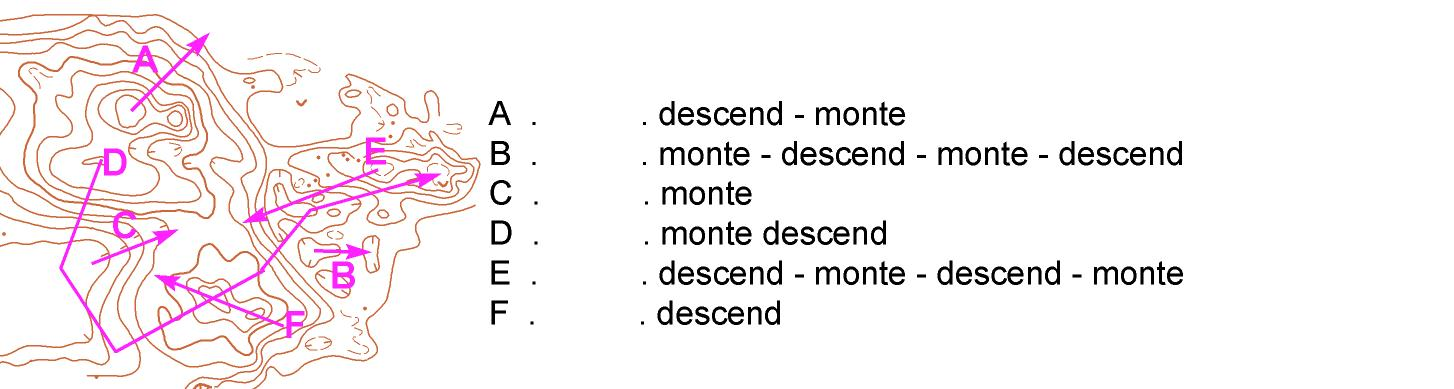 A
D
E
C
B
F
A . . descend - monte
B . . monte - descend - monte - descend
C . . monte
D . . monte descend
E . . descend - monte - descend - monte
F . . descend